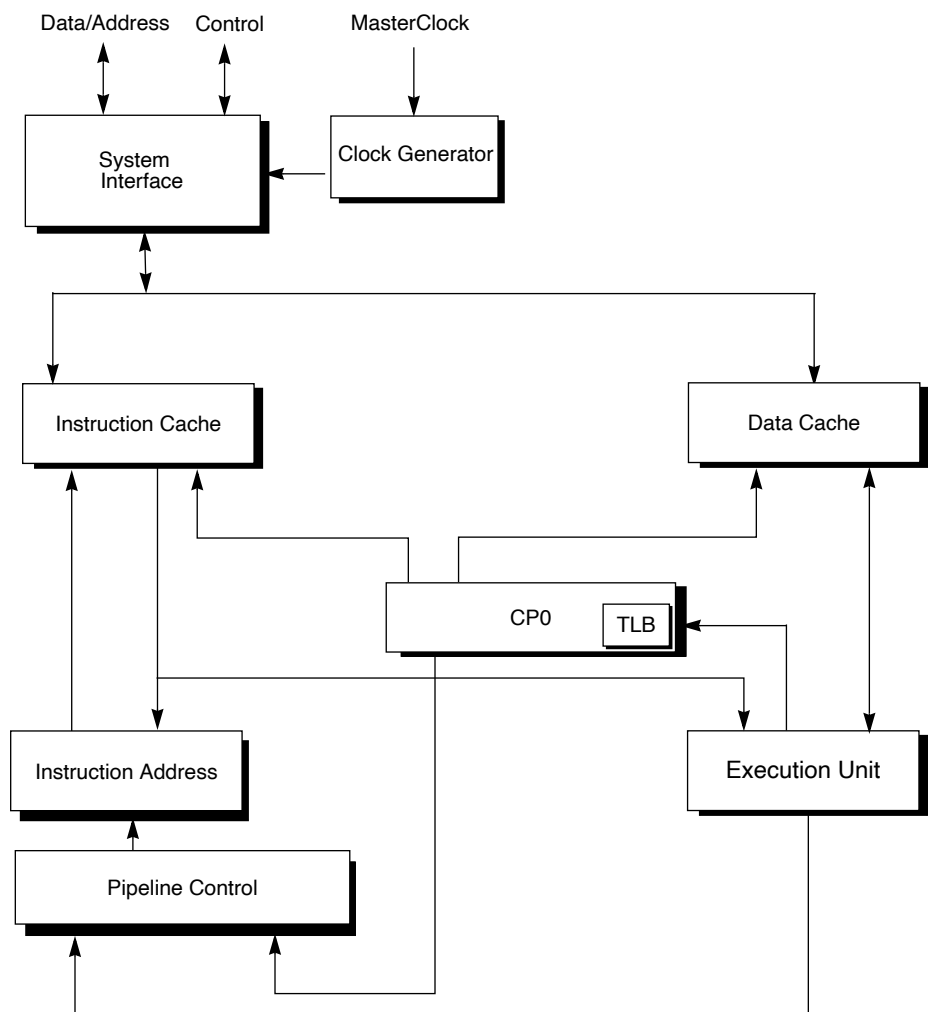 Data/Address
Control
MasterClock
System
Interface
Clock Generator
Instruction Cache
Data Cache
CP0
TLB
Instruction Address
Execution Unit
Pipeline Control